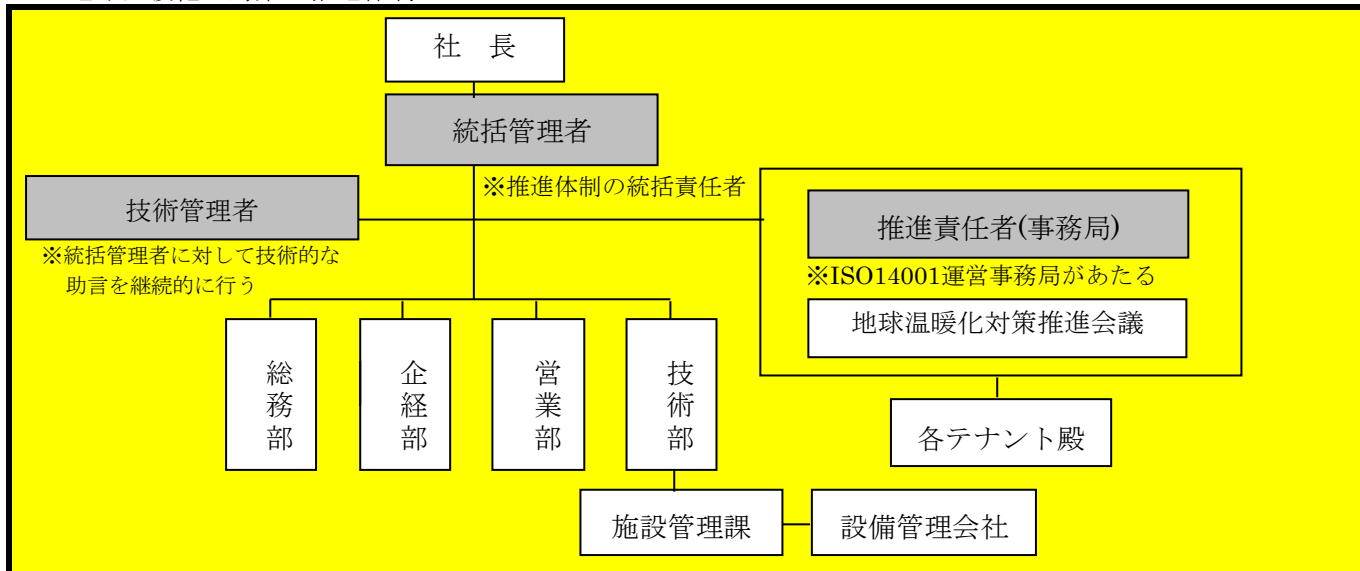 社　長
統括管理者
※推進体制の統括責任者
技術管理者
※統括管理者に対して技術的な
助言を継続的に行う
推進責任者(事務局)
※ISO14001運営事務局があたる
地球温暖化対策推進会議
総務部
企経部
営業部
技術部
各テナント殿
施設管理課
設備管理会社